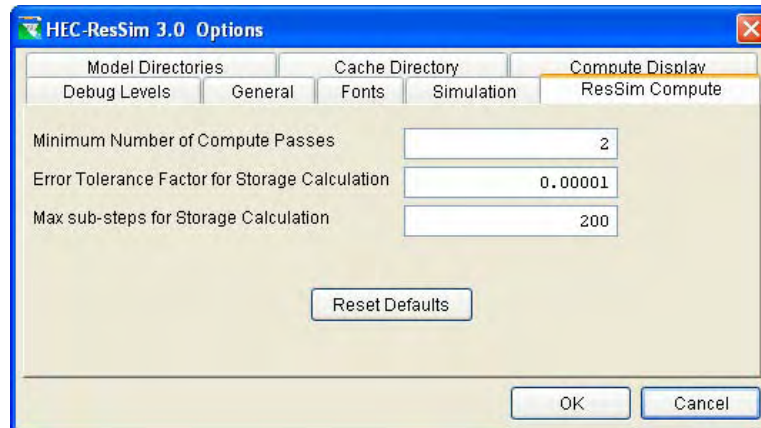 HEC-ResSim 3.0 Options
Model Directories Cache Directory Compute Display
Debug Levels General Fonts Simulation ResSim Compute
Minimum Number of Compute Passes 2
Error Tolerance Factor for Storage Calculation 0.00001
Max sub-steps for Storage Calculation 200
Reset Defaults
OK Cancel